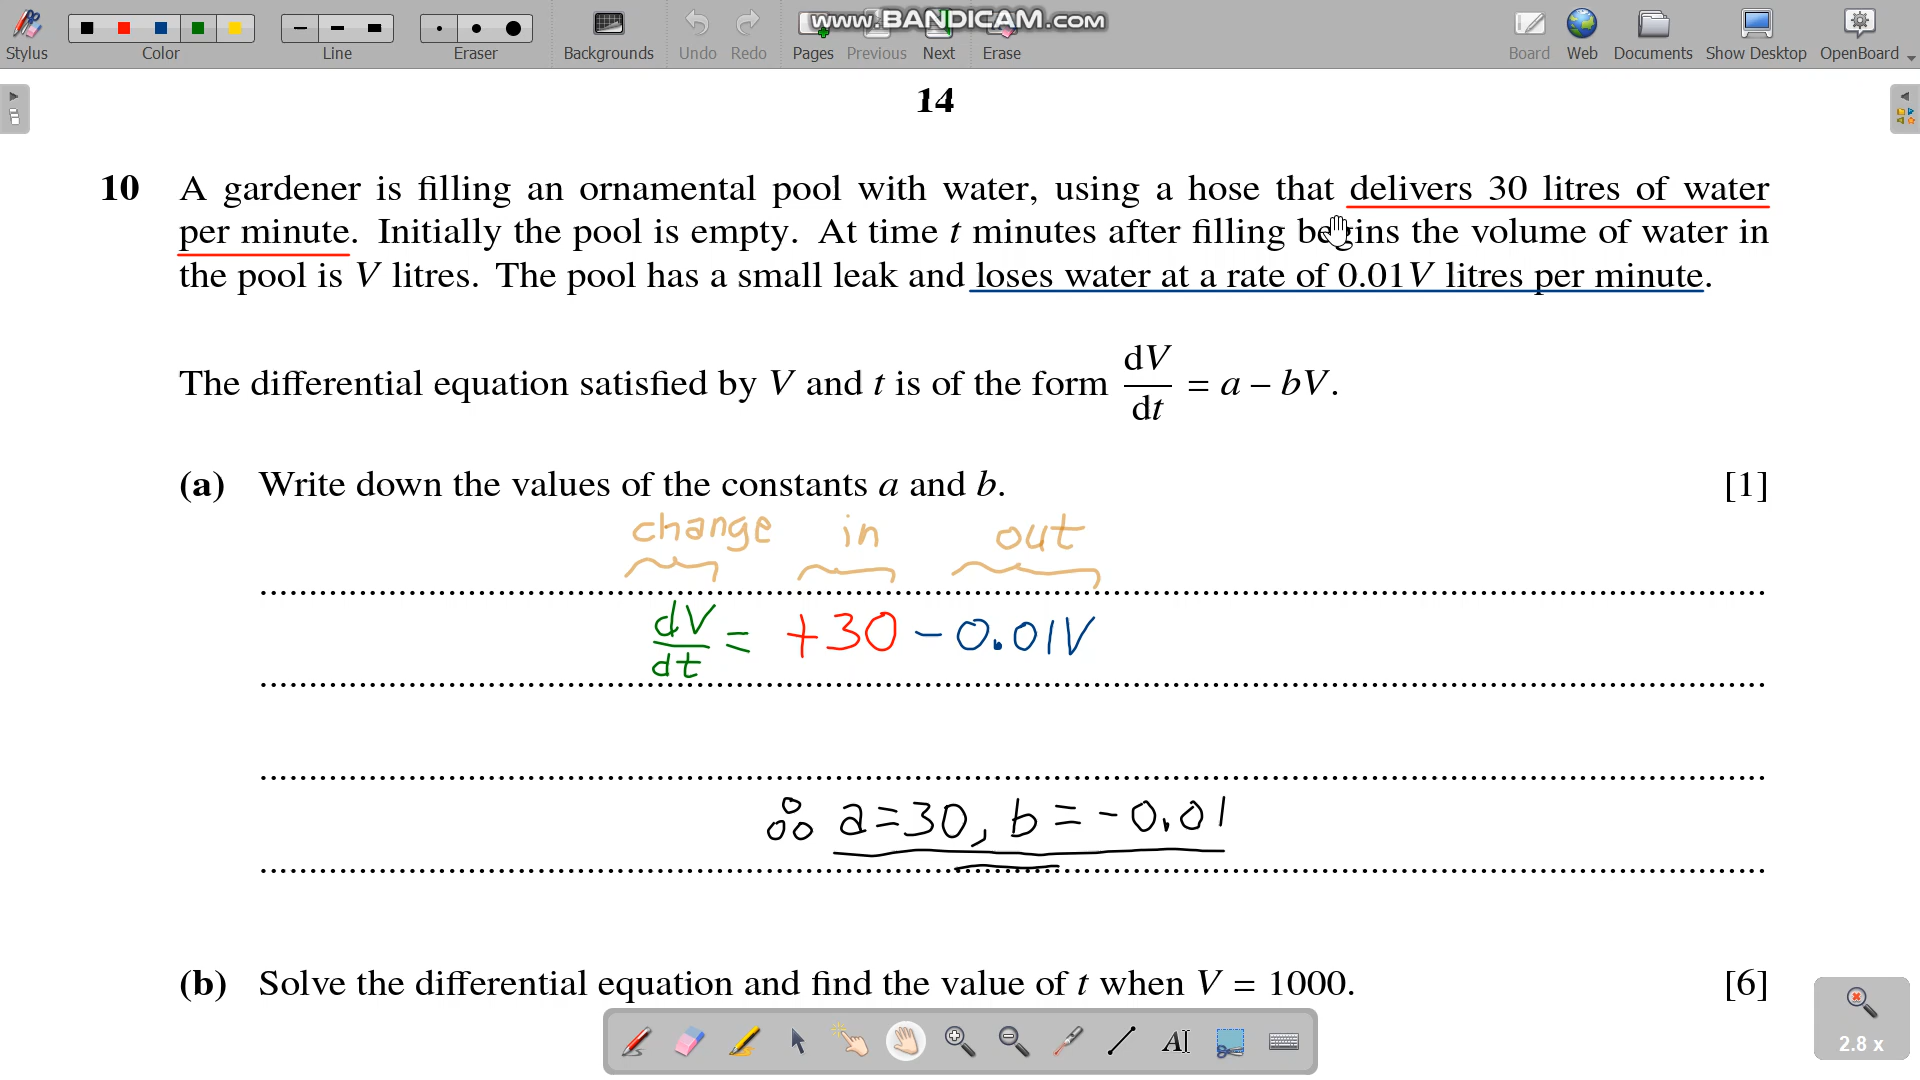 www.BANDICAM.com
Stylus Color Line Eraser Backgrounds Undo Redo Pages Previous Next Erase Board Web Documents Show Desktop OpenBoard
14
10 A gardener is filling an ornamental pool with water, using a hose that delivers 30 litres of water
per minute. Initially the pool is empty. At time t minutes after filling begins the volume of water in
the pool is V litres. The pool has a small leak and loses water at a rate of 0.01V litres per minute.
The differential equation satisfied by V and t is of the form dV/dt = a – bV.
(a) Write down the values of the constants a and b. [1]
change in out
dV/dt = +30 - 0.01V
∴ a = 30, b = -0.01
(b) Solve the differential equation and find the value of t when V = 1000. [6]
AI
2.8 x